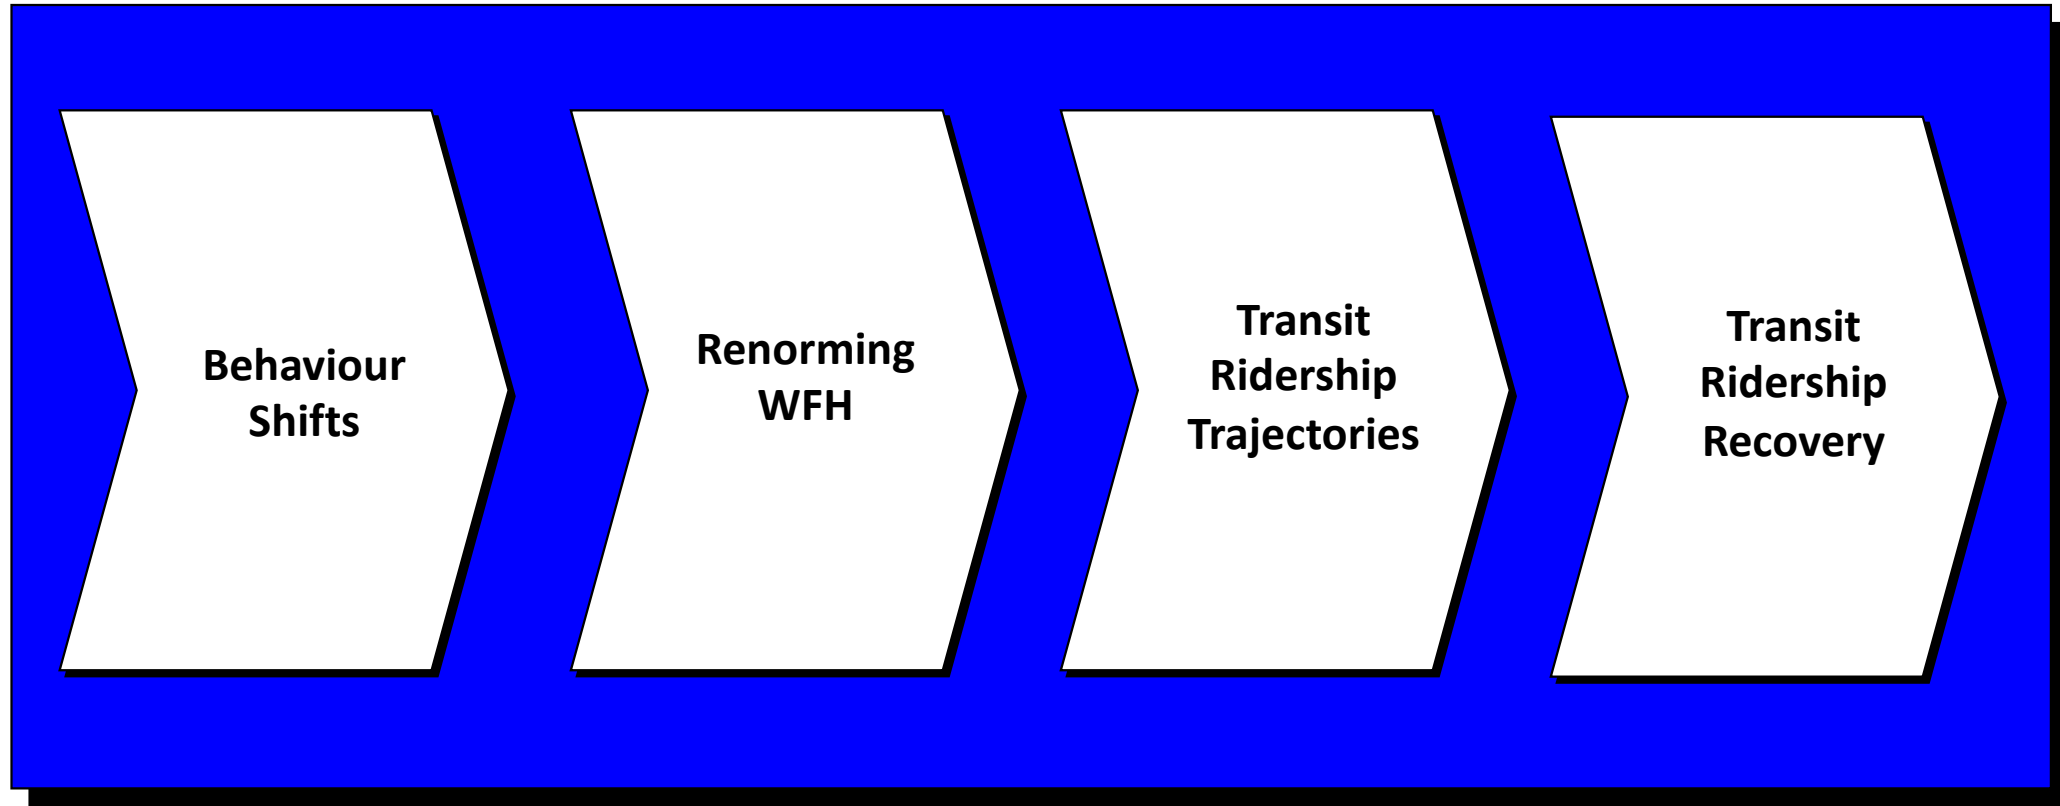 Behaviour
Shifts
Renorming
WFH
Transit
Ridership
Trajectories
Transit
Ridership
Recovery